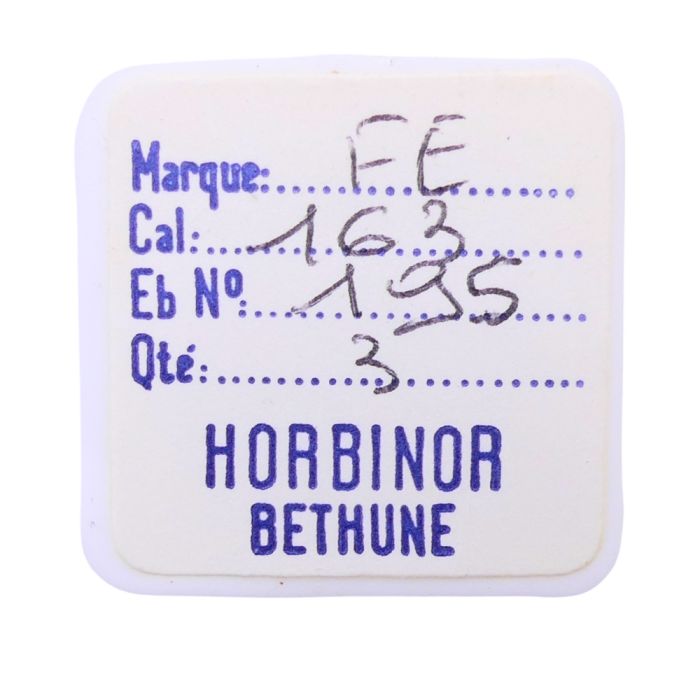 Marque: FE
Cal: 163
Eb Nº: 195
Qté: 3
HORBINOR
BETHUNE